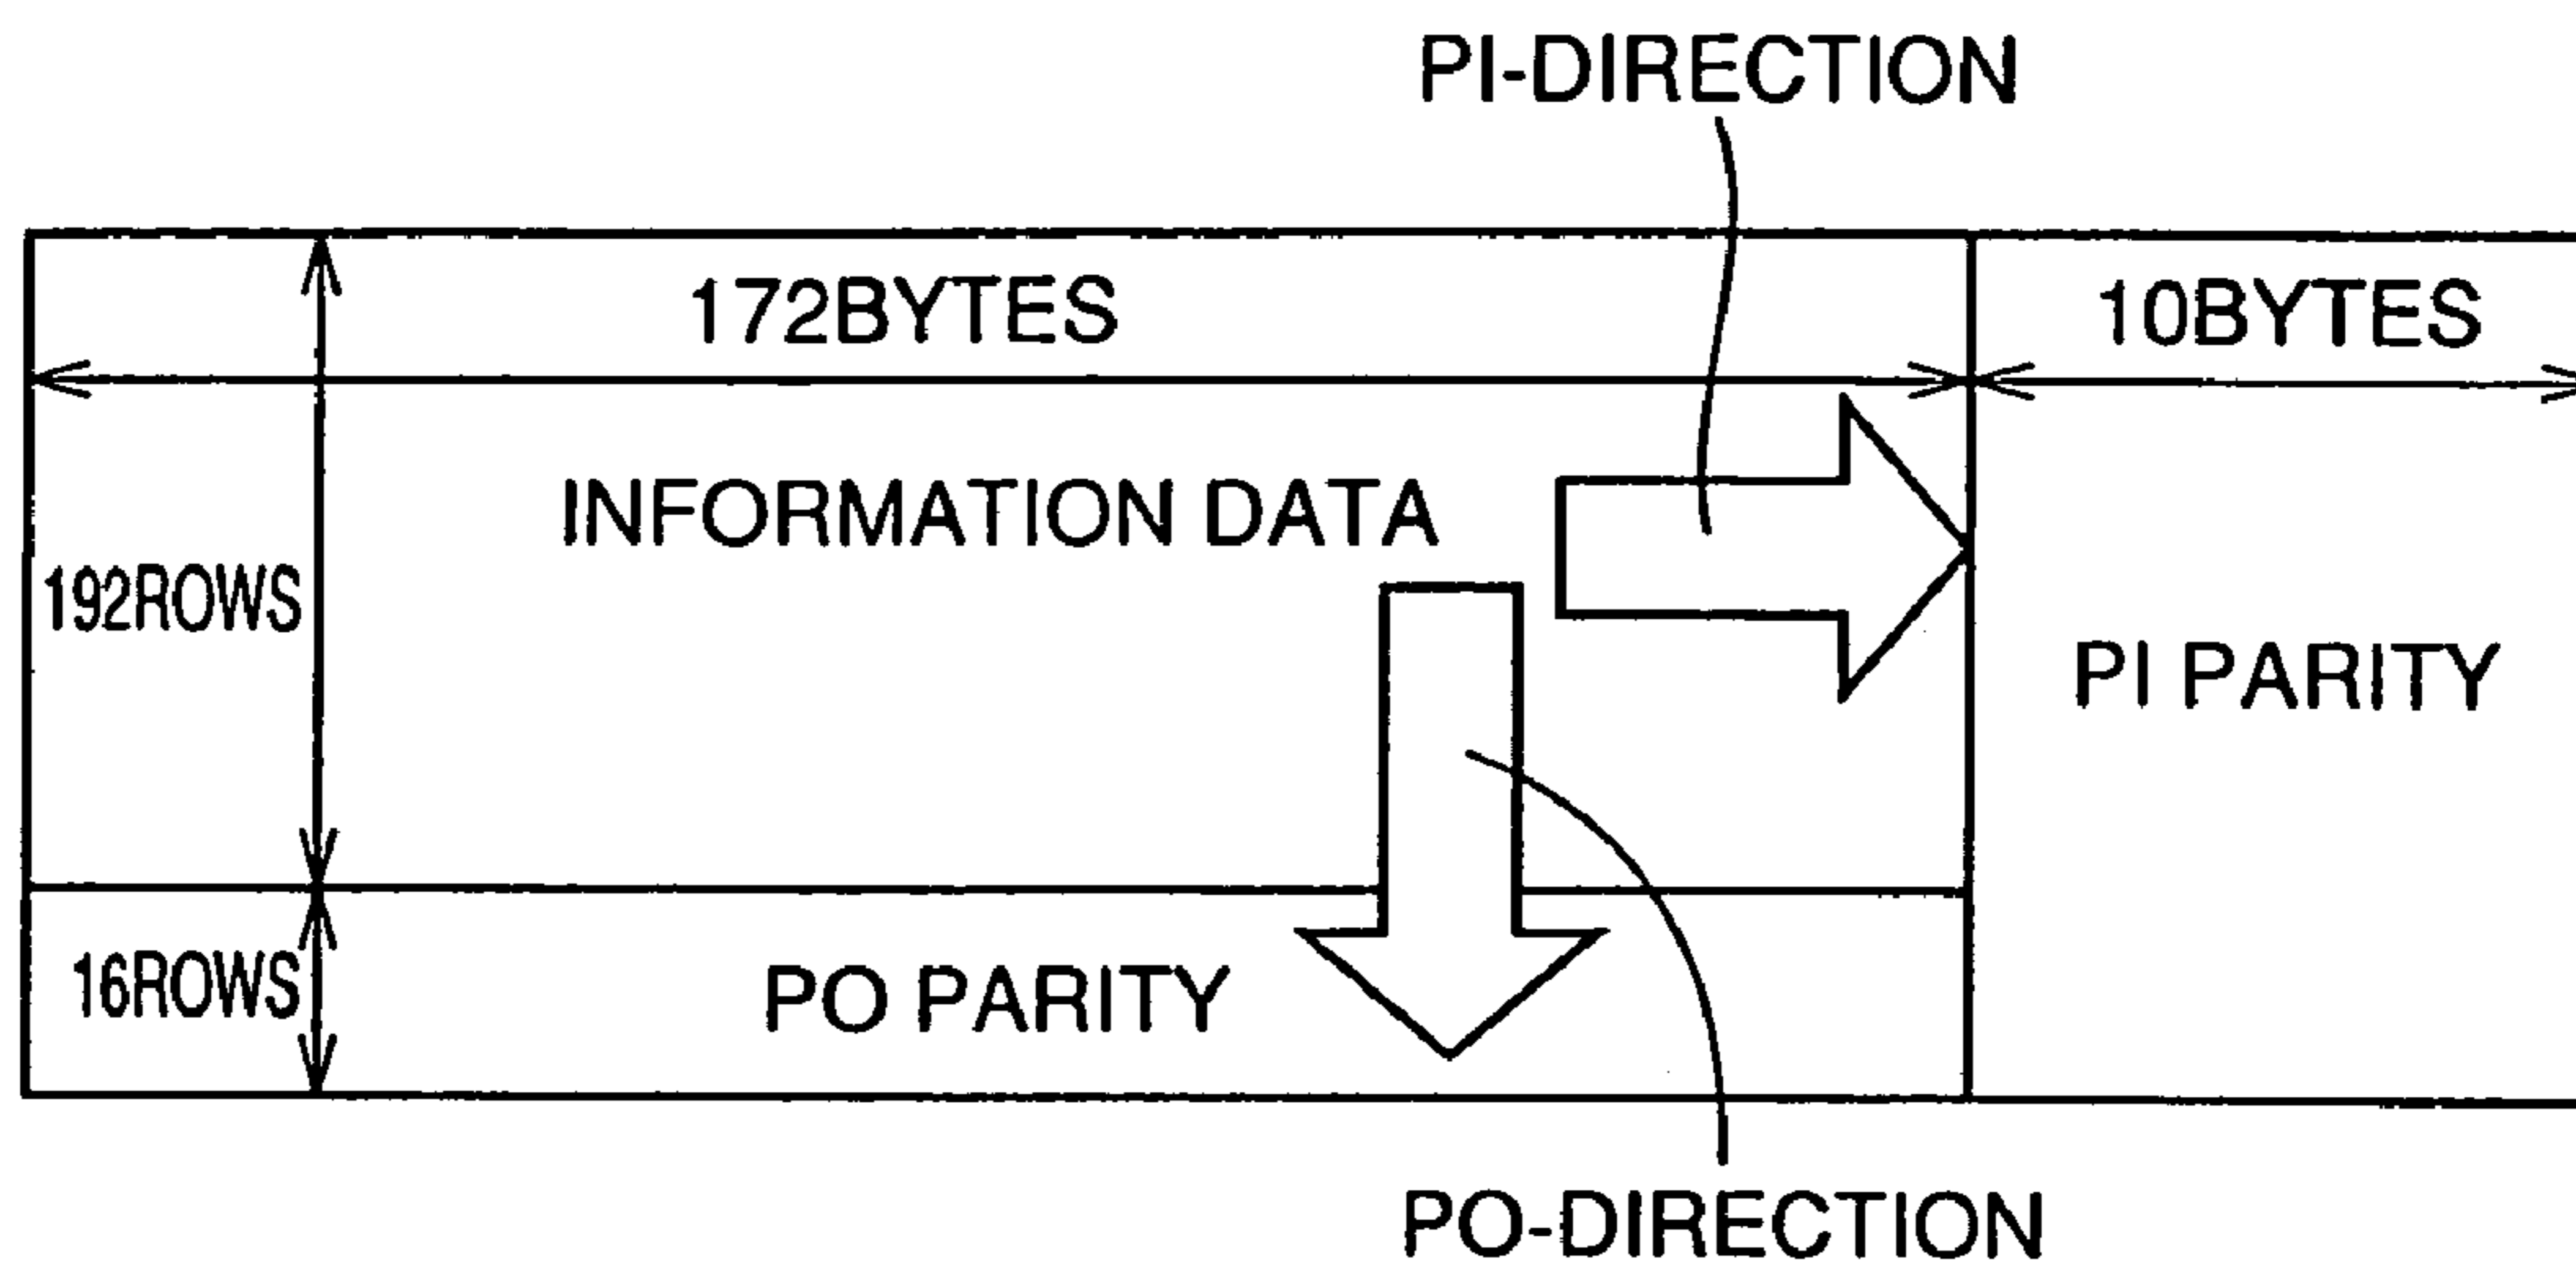 PI-DIRECTION
172BYTES
10BYTES
INFORMATION DATA
192ROWS
PI PARITY
16ROWS
PO PARITY
PO-DIRECTION